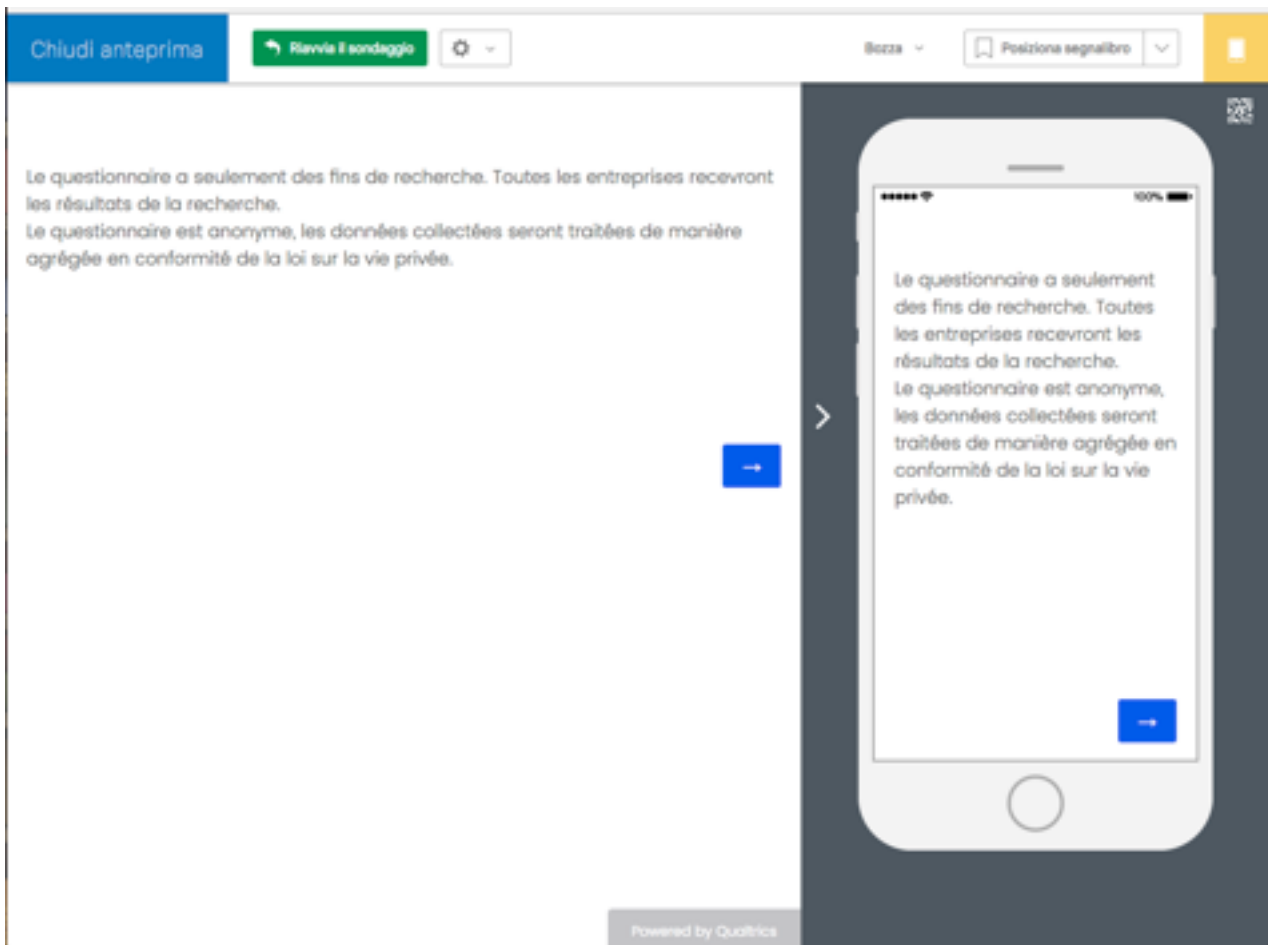 Chiudi anteprima
Riavvia il sondaggio
Bozza
Posiziona segnalibro
Le questionnaire a seulement des fins de recherche. Toutes les entreprises recevront
les résultats de la recherche.
Le questionnaire est anonyme, les données collectées seront traitées de manière
agrégée en conformité de la loi sur la vie privée.
100%
Le questionnaire a seulement
des fins de recherche. Toutes
les entreprises recevront les
résultats de la recherche.
Le questionnaire est anonyme,
les données collectées seront
traitées de manière agrégée en
conformité de la loi sur la vie
privée.
Powered by Qualtrics